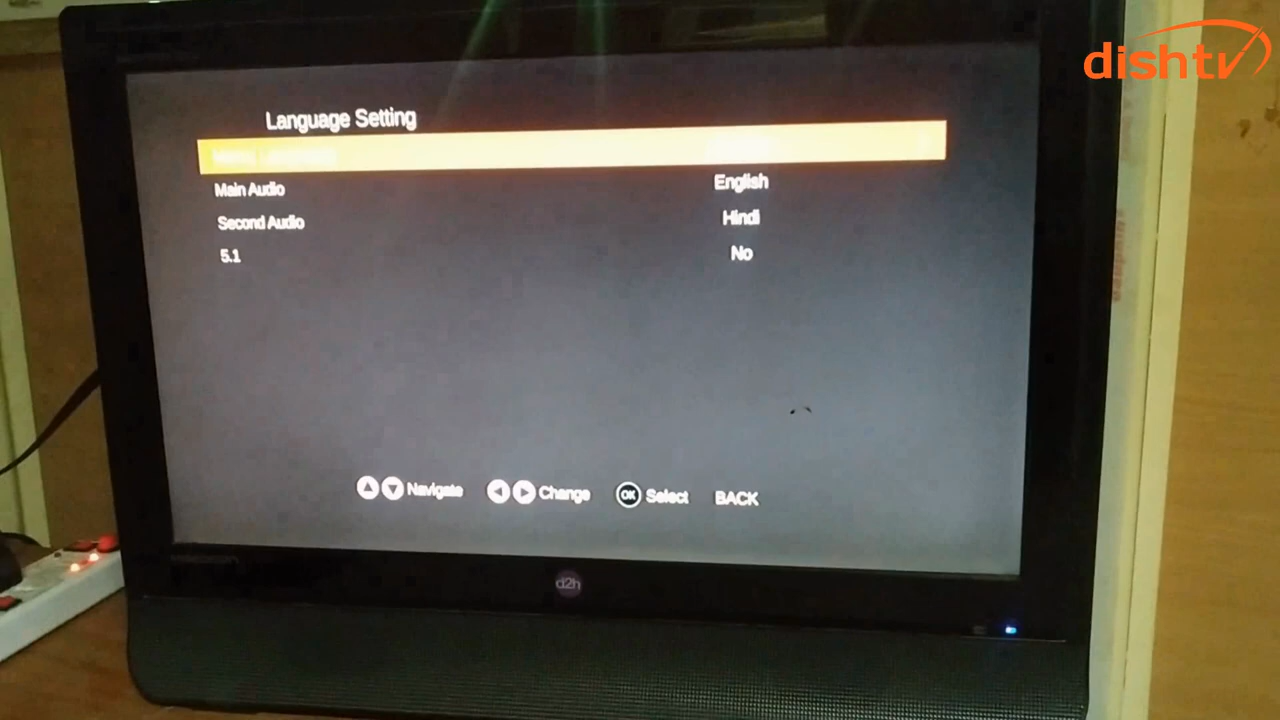 dishtv
Language Setting
Main Audio English
Second Audio Hindi
5.1 No
Navigate Change OK Select BACK
d2h